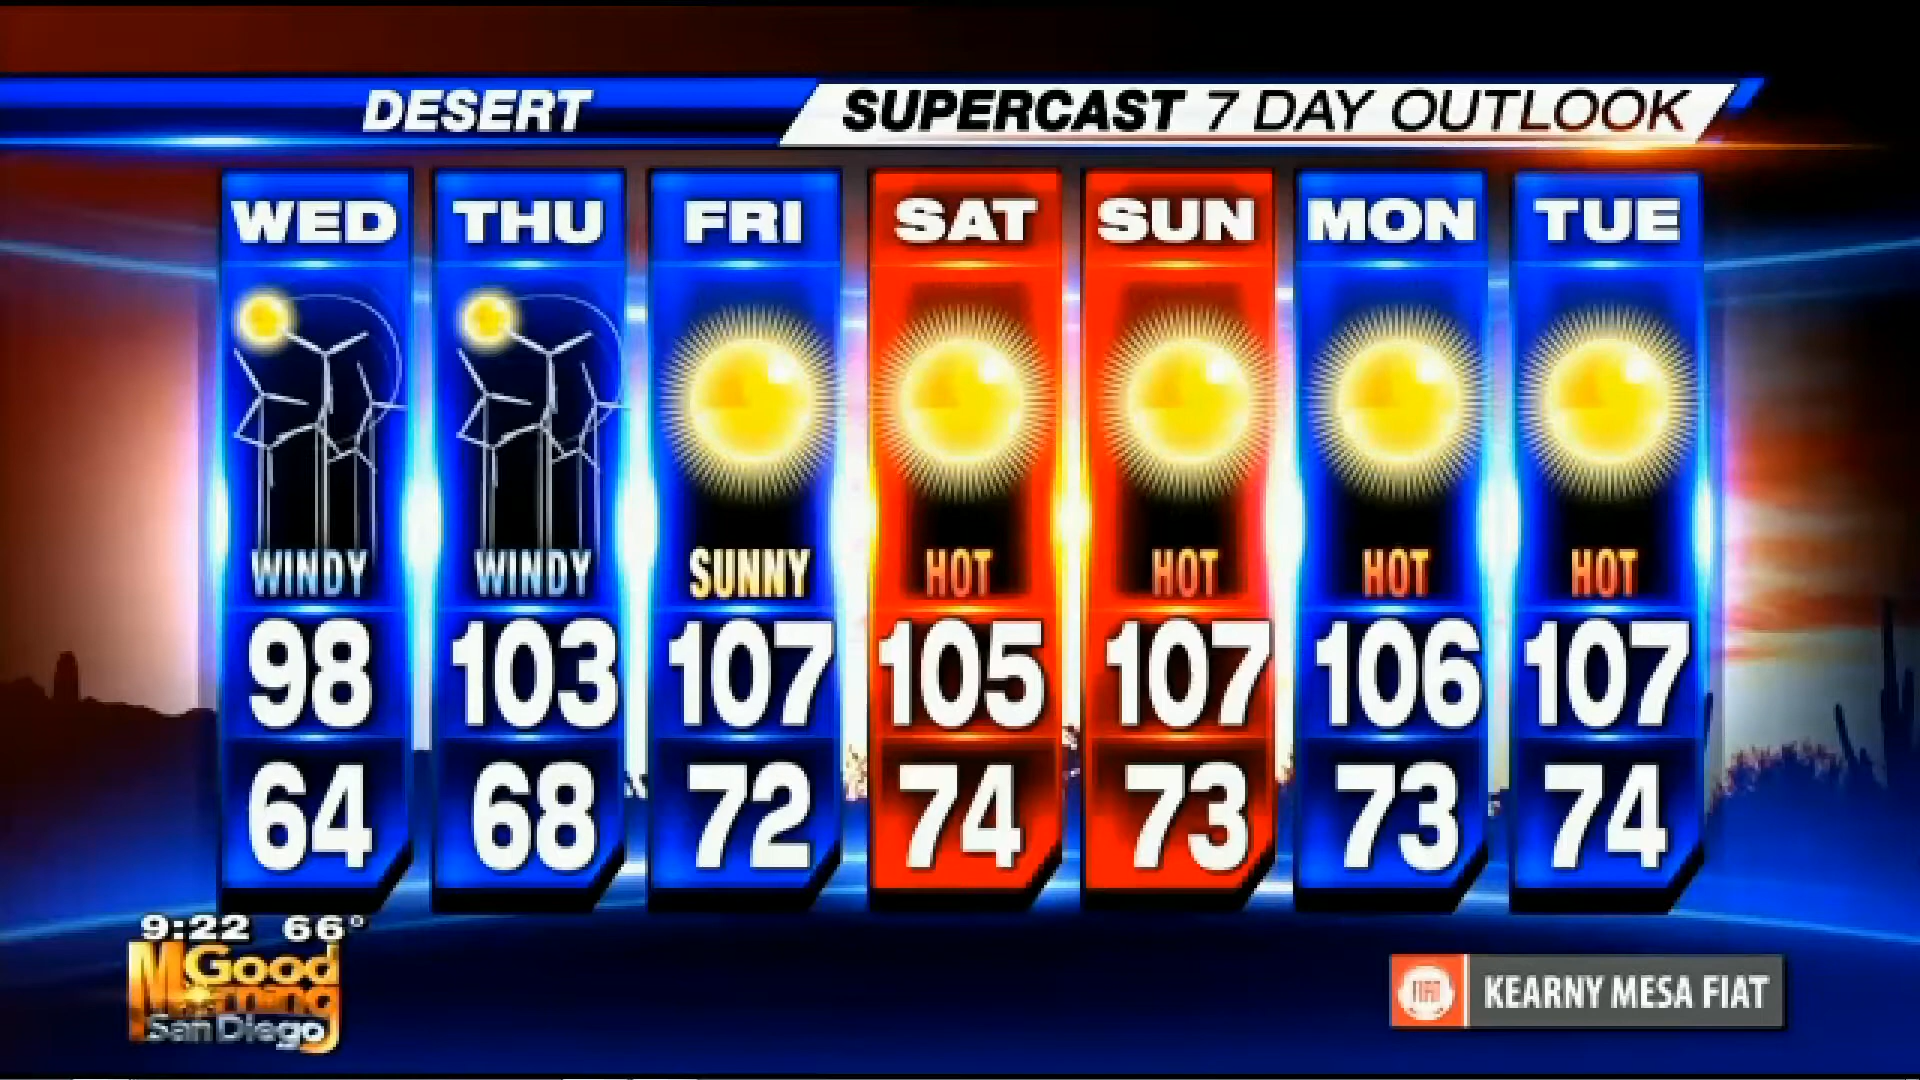 DESERT SUPERCAST 7 DAY OUTLOOK
WED THU FRI SAT SUN MON TUE
WINDY WINDY SUNNY HOT HOT HOT HOT
98 103 107 105 107 106 107
64 68 72 74 73 73 74
9:22 66°
Good
Morning
San Diego
FIAT KEARNY MESA FIAT